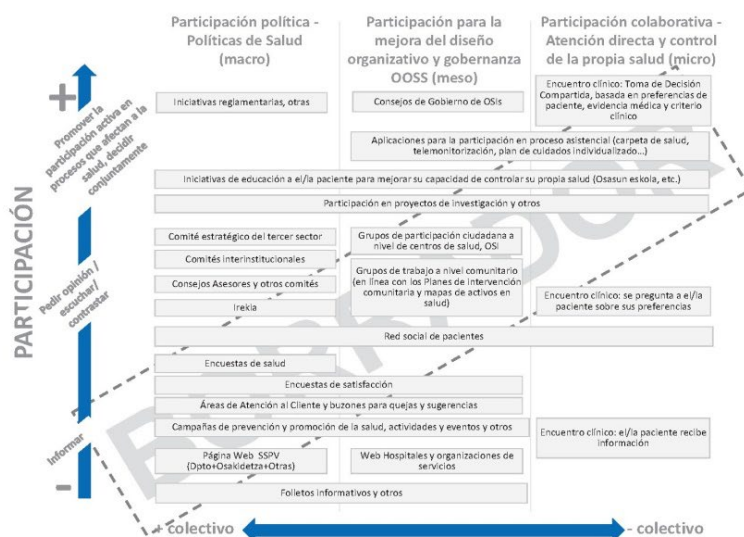 Participación política -
Políticas de Salud
(macro)
Participación para la
mejora del diseño
organizativo y gobernanza
OOSS (meso)
Participación colaborativa -
Atención directa y control
de la propia salud (micro)
PARTICIPACIÓN
+
Promover la
participación activa en
procesos que afectan a la
salud, decidir
conjuntamente
Iniciativas reglamentarias, otras
Consejos de Gobierno de OSIs
Encuentro clínico: Toma de Decisión
Compartida, basada en preferencias de
paciente, evidencia médica y criterio
clínico
Aplicaciones para la participación en proceso asistencial (carpeta de salud,
telemonitorización, plan de cuidados individualizado...)
Iniciativas de educación a el/la paciente para mejorar su capacidad de controlar su propia salud (Osasun eskola, etc.)
Participación en proyectos de investigación y otros
Pedir opinión /
escuchar/
contrastar
Comité estratégico del tercer sector
Comités interinstitucionales
Consejos Asesores y otros comités
Irekia
Grupos de participación ciudadana a
nivel de centros de salud, OSI
Grupos de trabajo a nivel comunitario
(en línea con los Planes de intervención
comunitaria y mapas de activos en
salud)
Encuentro clínico: se pregunta a el/la
paciente sobre sus preferencias
Red social de pacientes
Encuestas de salud
Encuestas de satisfacción
Áreas de Atención al Cliente y buzones para quejas y sugerencias
Informar
-
Campañas de prevención y promoción de la salud, actividades y eventos y otros
Encuentro clínico: el/la paciente recibe
información
Página Web SSPV
(Dpto+Osakidetza+Otras)
Web Hospitales y organizaciones de
servicios
Folletos informativos y otros
+ colectivo
- colectivo
BORRADOR